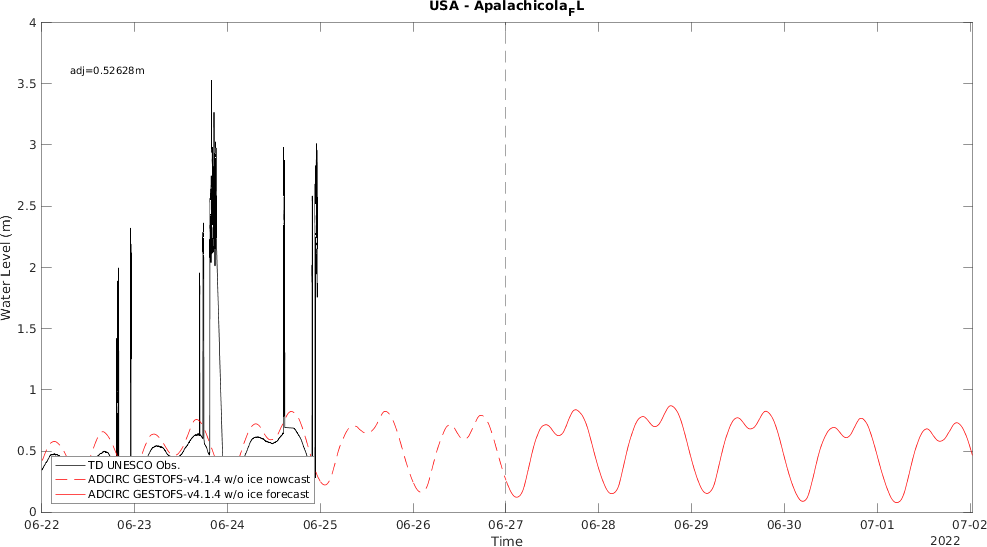 USA - Apalachicola_FL
4
3.5
3
2.5
2
1.5
1
0.5
0
Water Level (m)
adj=0.52628m
TD UNESCO Obs.
ADCIRC GESTOFS-v4.1.4 w/o ice nowcast
ADCIRC GESTOFS-v4.1.4 w/o ice forecast
06-22 06-23 06-24 06-25 06-26 06-27 06-28 06-29 06-30 07-01 07-02
Time
2022